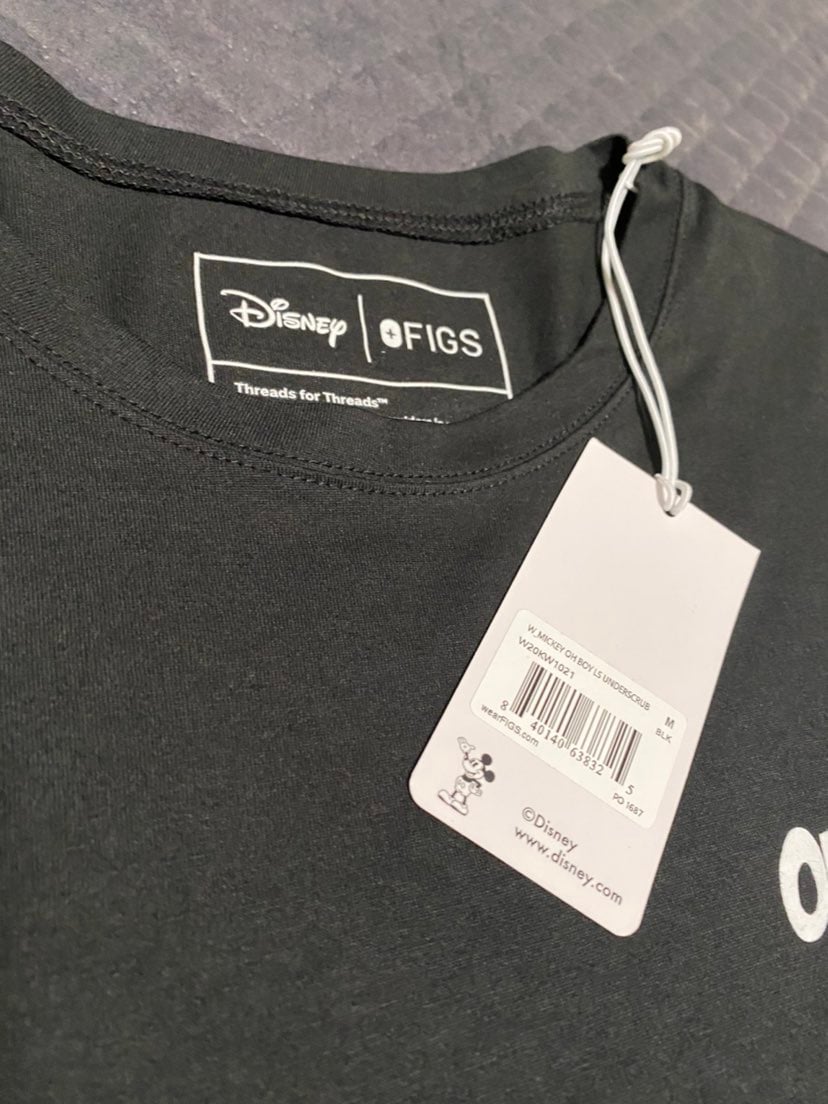 Disney | FIGS
Threads for Threads™
W_MICKEY OH BOY LS UNDERSCRUB
W20KW1021
M
BLK
8 40140 63832 5
wearFIGS.com
PO 1687
©Disney
www.disney.com